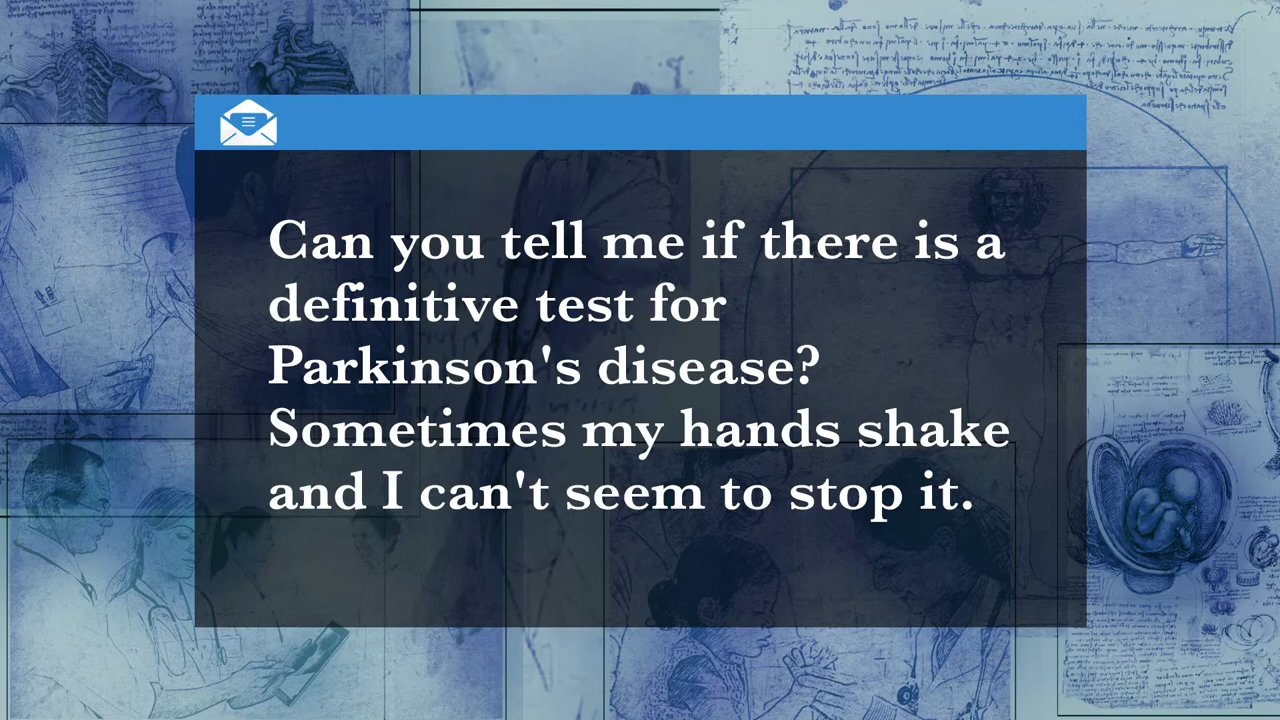 Can you tell me if there is a
definitive test for
Parkinson's disease?
Sometimes my hands shake
and I can't seem to stop it.